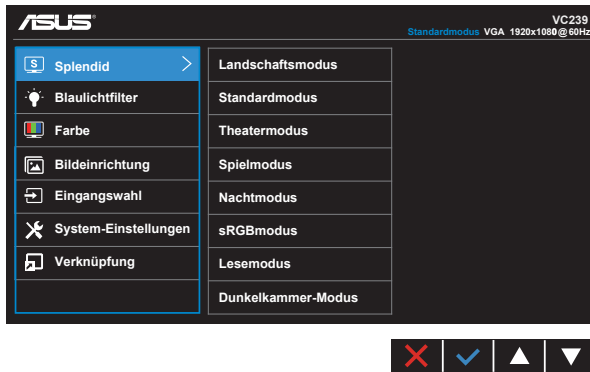 ASUS
VC239
Standardmodus VGA 1920x1080@60Hz
S Splendid
Blaulichtfilter
Farbe
Bildeinrichtung
Eingangswahl
System-Einstellungen
Verknüpfung
Landschaftsmodus
Standardmodus
Theatermodus
Spielmodus
Nachtmodus
sRGBmodus
Lesemodus
Dunkelkammer-Modus